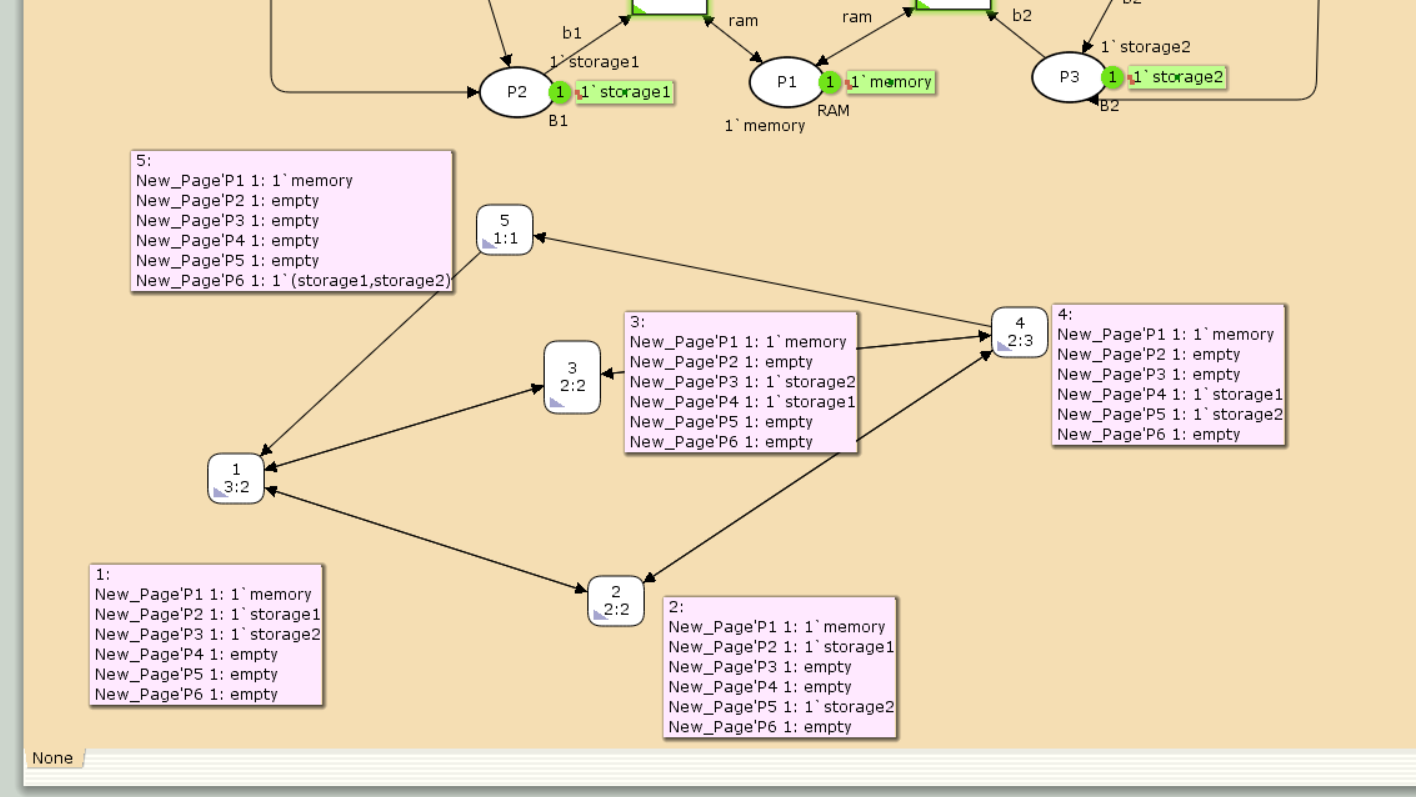 b2
ram
ram
b2
b1
1`storage1
1`storage2
P2
1
1`storage1
P1
1
1`memory
P3
1
1`storage2
B1
RAM
B2
1`memory
5:
New_Page'P1 1: 1`memory
New_Page'P2 1: empty
New_Page'P3 1: empty
New_Page'P4 1: empty
New_Page'P5 1: empty
New_Page'P6 1: 1`(storage1,storage2)
5
1:1
3:
New_Page'P1 1: 1`memory
New_Page'P2 1: empty
New_Page'P3 1: 1`storage2
New_Page'P4 1: 1`storage1
New_Page'P5 1: empty
New_Page'P6 1: empty
3
2:2
4
2:3
4:
New_Page'P1 1: 1`memory
New_Page'P2 1: empty
New_Page'P3 1: empty
New_Page'P4 1: 1`storage1
New_Page'P5 1: 1`storage2
New_Page'P6 1: empty
1
3:2
1:
New_Page'P1 1: 1`memory
New_Page'P2 1: 1`storage1
New_Page'P3 1: 1`storage2
New_Page'P4 1: empty
New_Page'P5 1: empty
New_Page'P6 1: empty
2
2:2
2:
New_Page'P1 1: 1`memory
New_Page'P2 1: 1`storage1
New_Page'P3 1: empty
New_Page'P4 1: empty
New_Page'P5 1: 1`storage2
New_Page'P6 1: empty
None